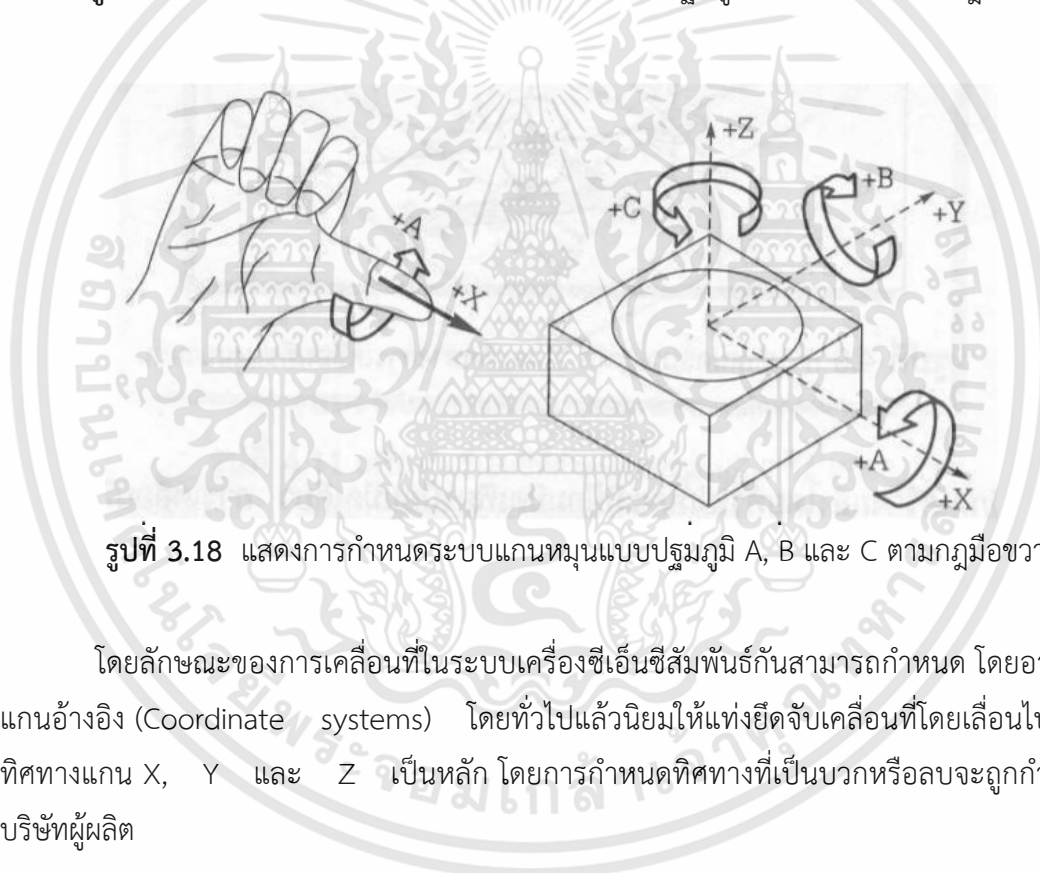 +Z
+B
+C
+Y
+A
+X
+A
+X
รูปที่ 3.18 แสดงการกำหนดระบบแกนหมุนแบบปฐมภูมิ A, B และ C ตามกฎมือขวา
โดยลักษณะของการเคลื่อนที่ในระบบเครื่องซีเอ็นซีสัมพันธ์กันสามารถกำหนด โดยอา
แกนอ้างอิง (Coordinate systems) โดยทั่วไปแล้วนิยมให้แท่งยึดจับเคลื่อนที่โดยเลื่อนไป
ทิศทางแกน X, Y และ Z เป็นหลัก โดยการกำหนดทิศทางที่เป็นบวกหรือลบจะถูกกำ
บริษัทผู้ผลิต